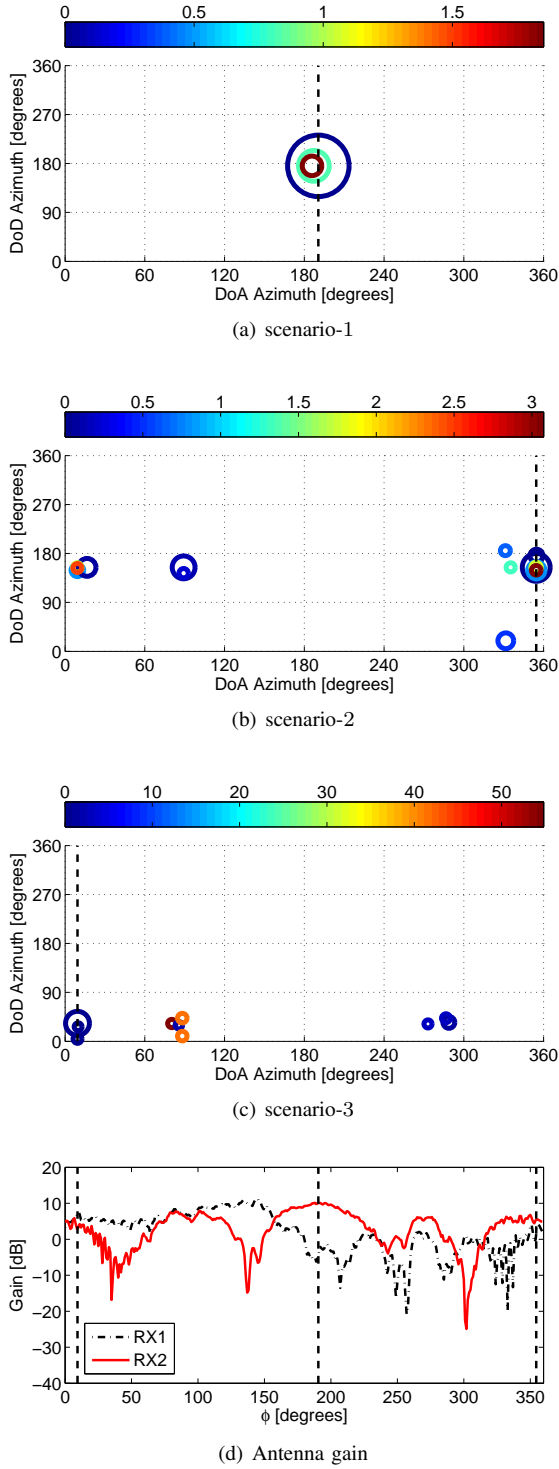 0 0.5 1 1.5
360
270
180
90
0
DoD Azimuth [degrees]
0 60 120 180 240 300 360
DoA Azimuth [degrees]
(a) scenario-1
0 0.5 1 1.5 2 2.5 3
360
270
180
90
0
DoD Azimuth [degrees]
0 60 120 180 240 300 360
DoA Azimuth [degrees]
(b) scenario-2
0 10 20 30 40 50
360
270
180
90
0
DoD Azimuth [degrees]
0 60 120 180 240 300 360
DoA Azimuth [degrees]
(c) scenario-3
20
10
0
−10
−20
−30
−40
Gain [dB]
RX1
RX2
0 50 100 150 200 250 300 350
ϕ [degrees]
(d) Antenna gain